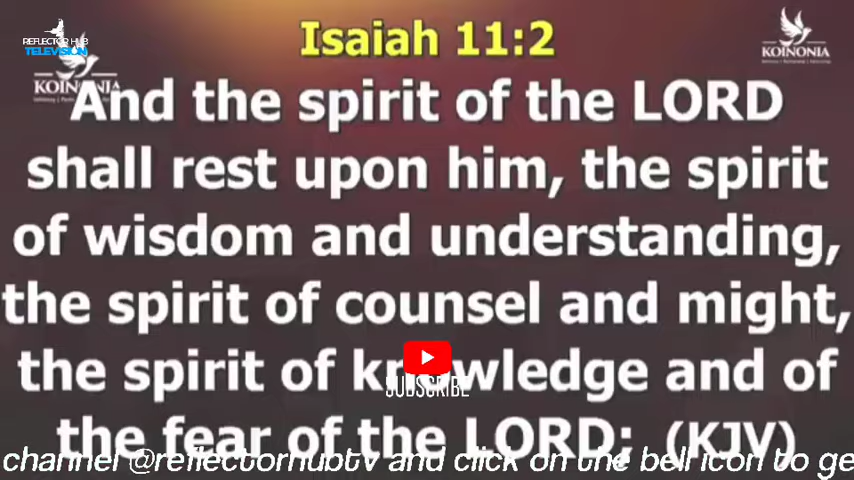 REFLECTOR HUB
TELEVISION
KOINONIA
Isaiah 11:2
KOINONIA
And the spirit of the LORD
shall rest upon him, the spirit
of wisdom and understanding,
the spirit of counsel and might,
the spirit of knowledge and of
SUBSCRIBE
the fear of the LORD; (KJV)
channel @reflectorhubtv and click on the bell icon to ge